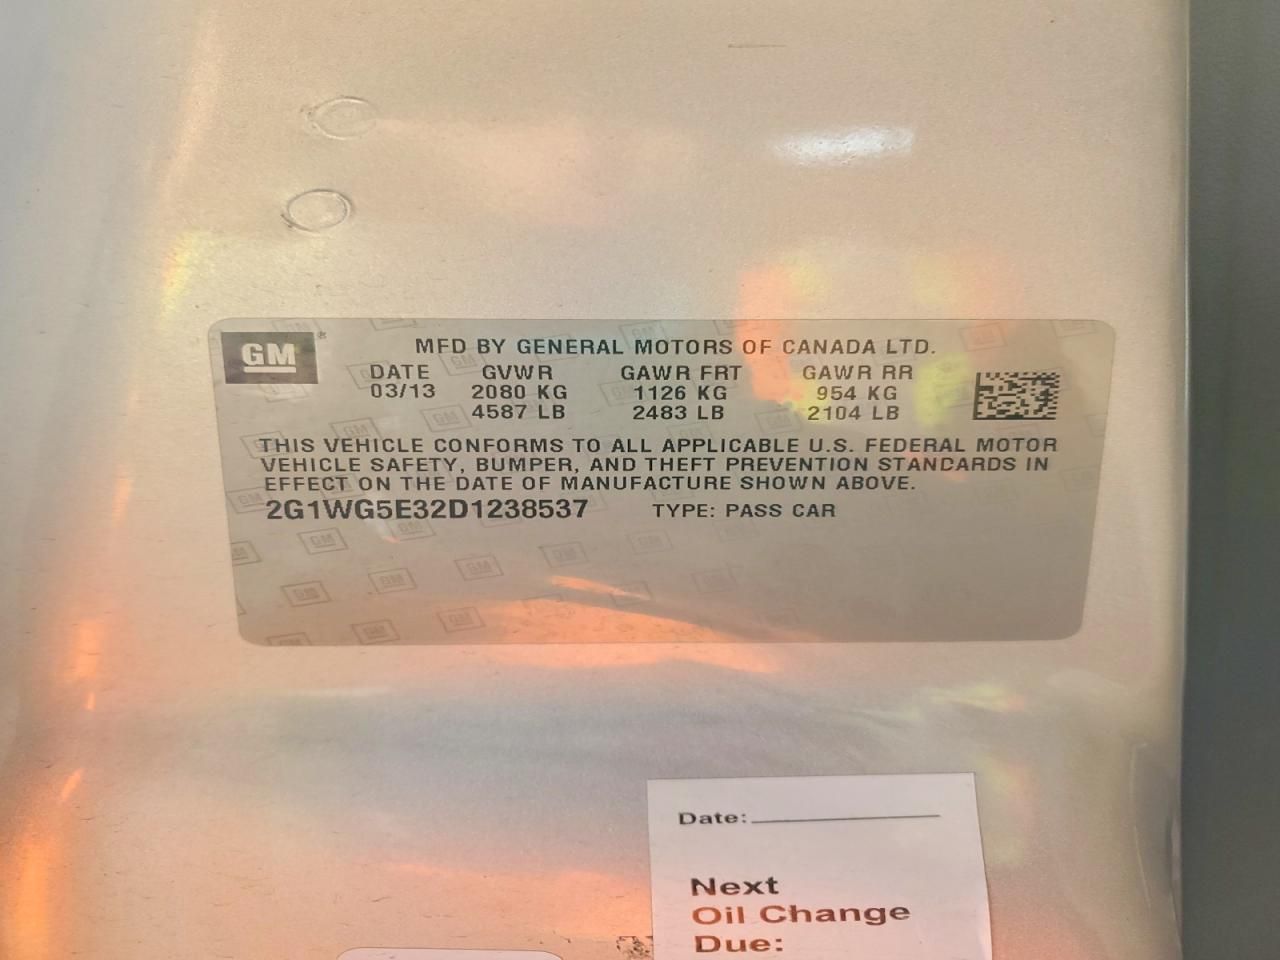 GM
MFD BY GENERAL MOTORS OF CANADA LTD.
DATE GVWR GAWR FRT GAWR RR
03/13 2080 KG 1126 KG 954 KG
4587 LB 2483 LB 2104 LB
THIS VEHICLE CONFORMS TO ALL APPLICABLE U.S. FEDERAL MOTOR
VEHICLE SAFETY, BUMPER, AND THEFT PREVENTION STANDARDS IN
EFFECT ON THE DATE OF MANUFACTURE SHOWN ABOVE.
2G1WG5E32D1238537 TYPE: PASS CAR
Date:
Next
Oil Change
Due: